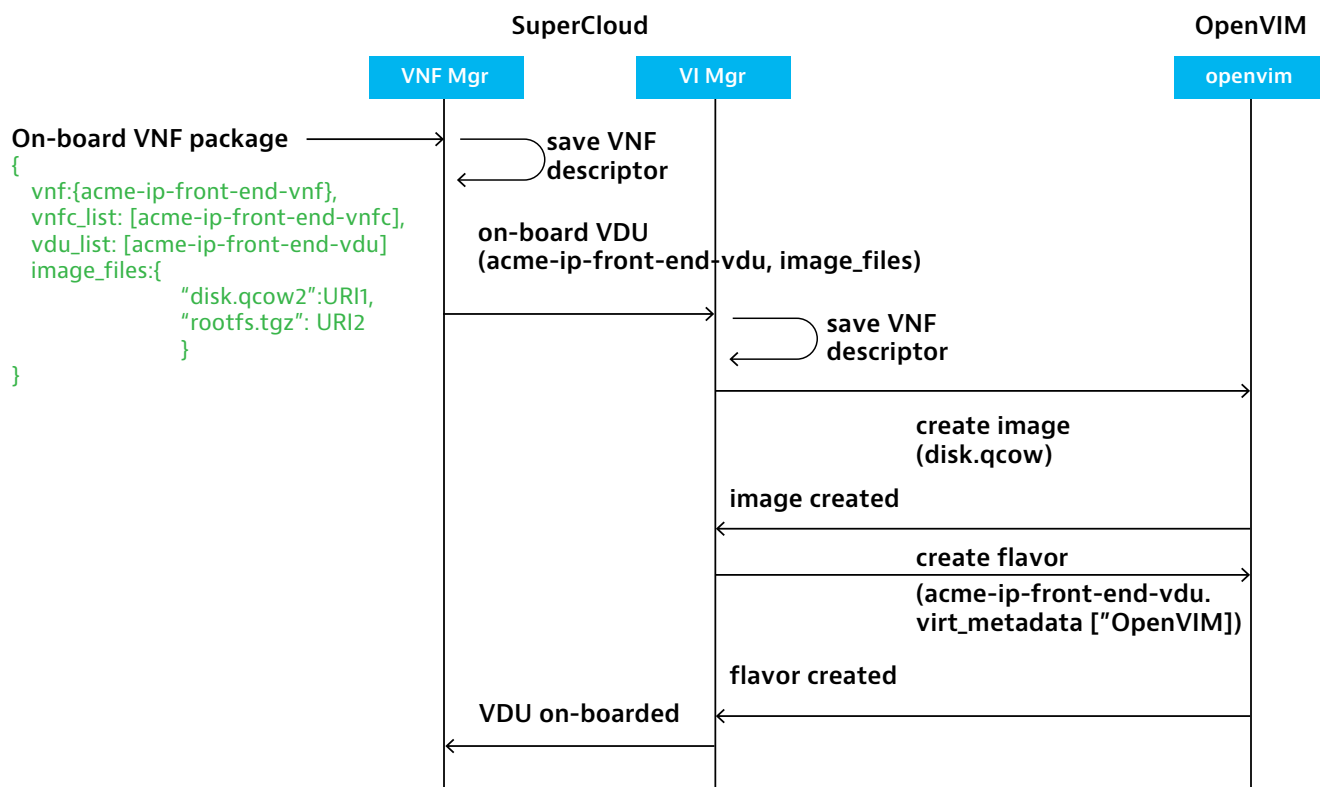 SuperCloud
OpenVIM
VNF Mgr
VI Mgr
openvim
On-board VNF package
{
vnf:{acme-ip-front-end-vnf},
vnfc_list: [acme-ip-front-end-vnfc],
vdu_list: [acme-ip-front-end-vdu]
image_files:{
“disk.qcow2”:URI1,
“rootfs.tgz”: URI2
}
}
save VNF
descriptor
on-board VDU
(acme-ip-front-end-vdu, image_files)
save VNF
descriptor
create image
(disk.qcow)
image created
create flavor
(acme-ip-front-end-vdu.
virt_metadata [”OpenVIM])
flavor created
VDU on-boarded